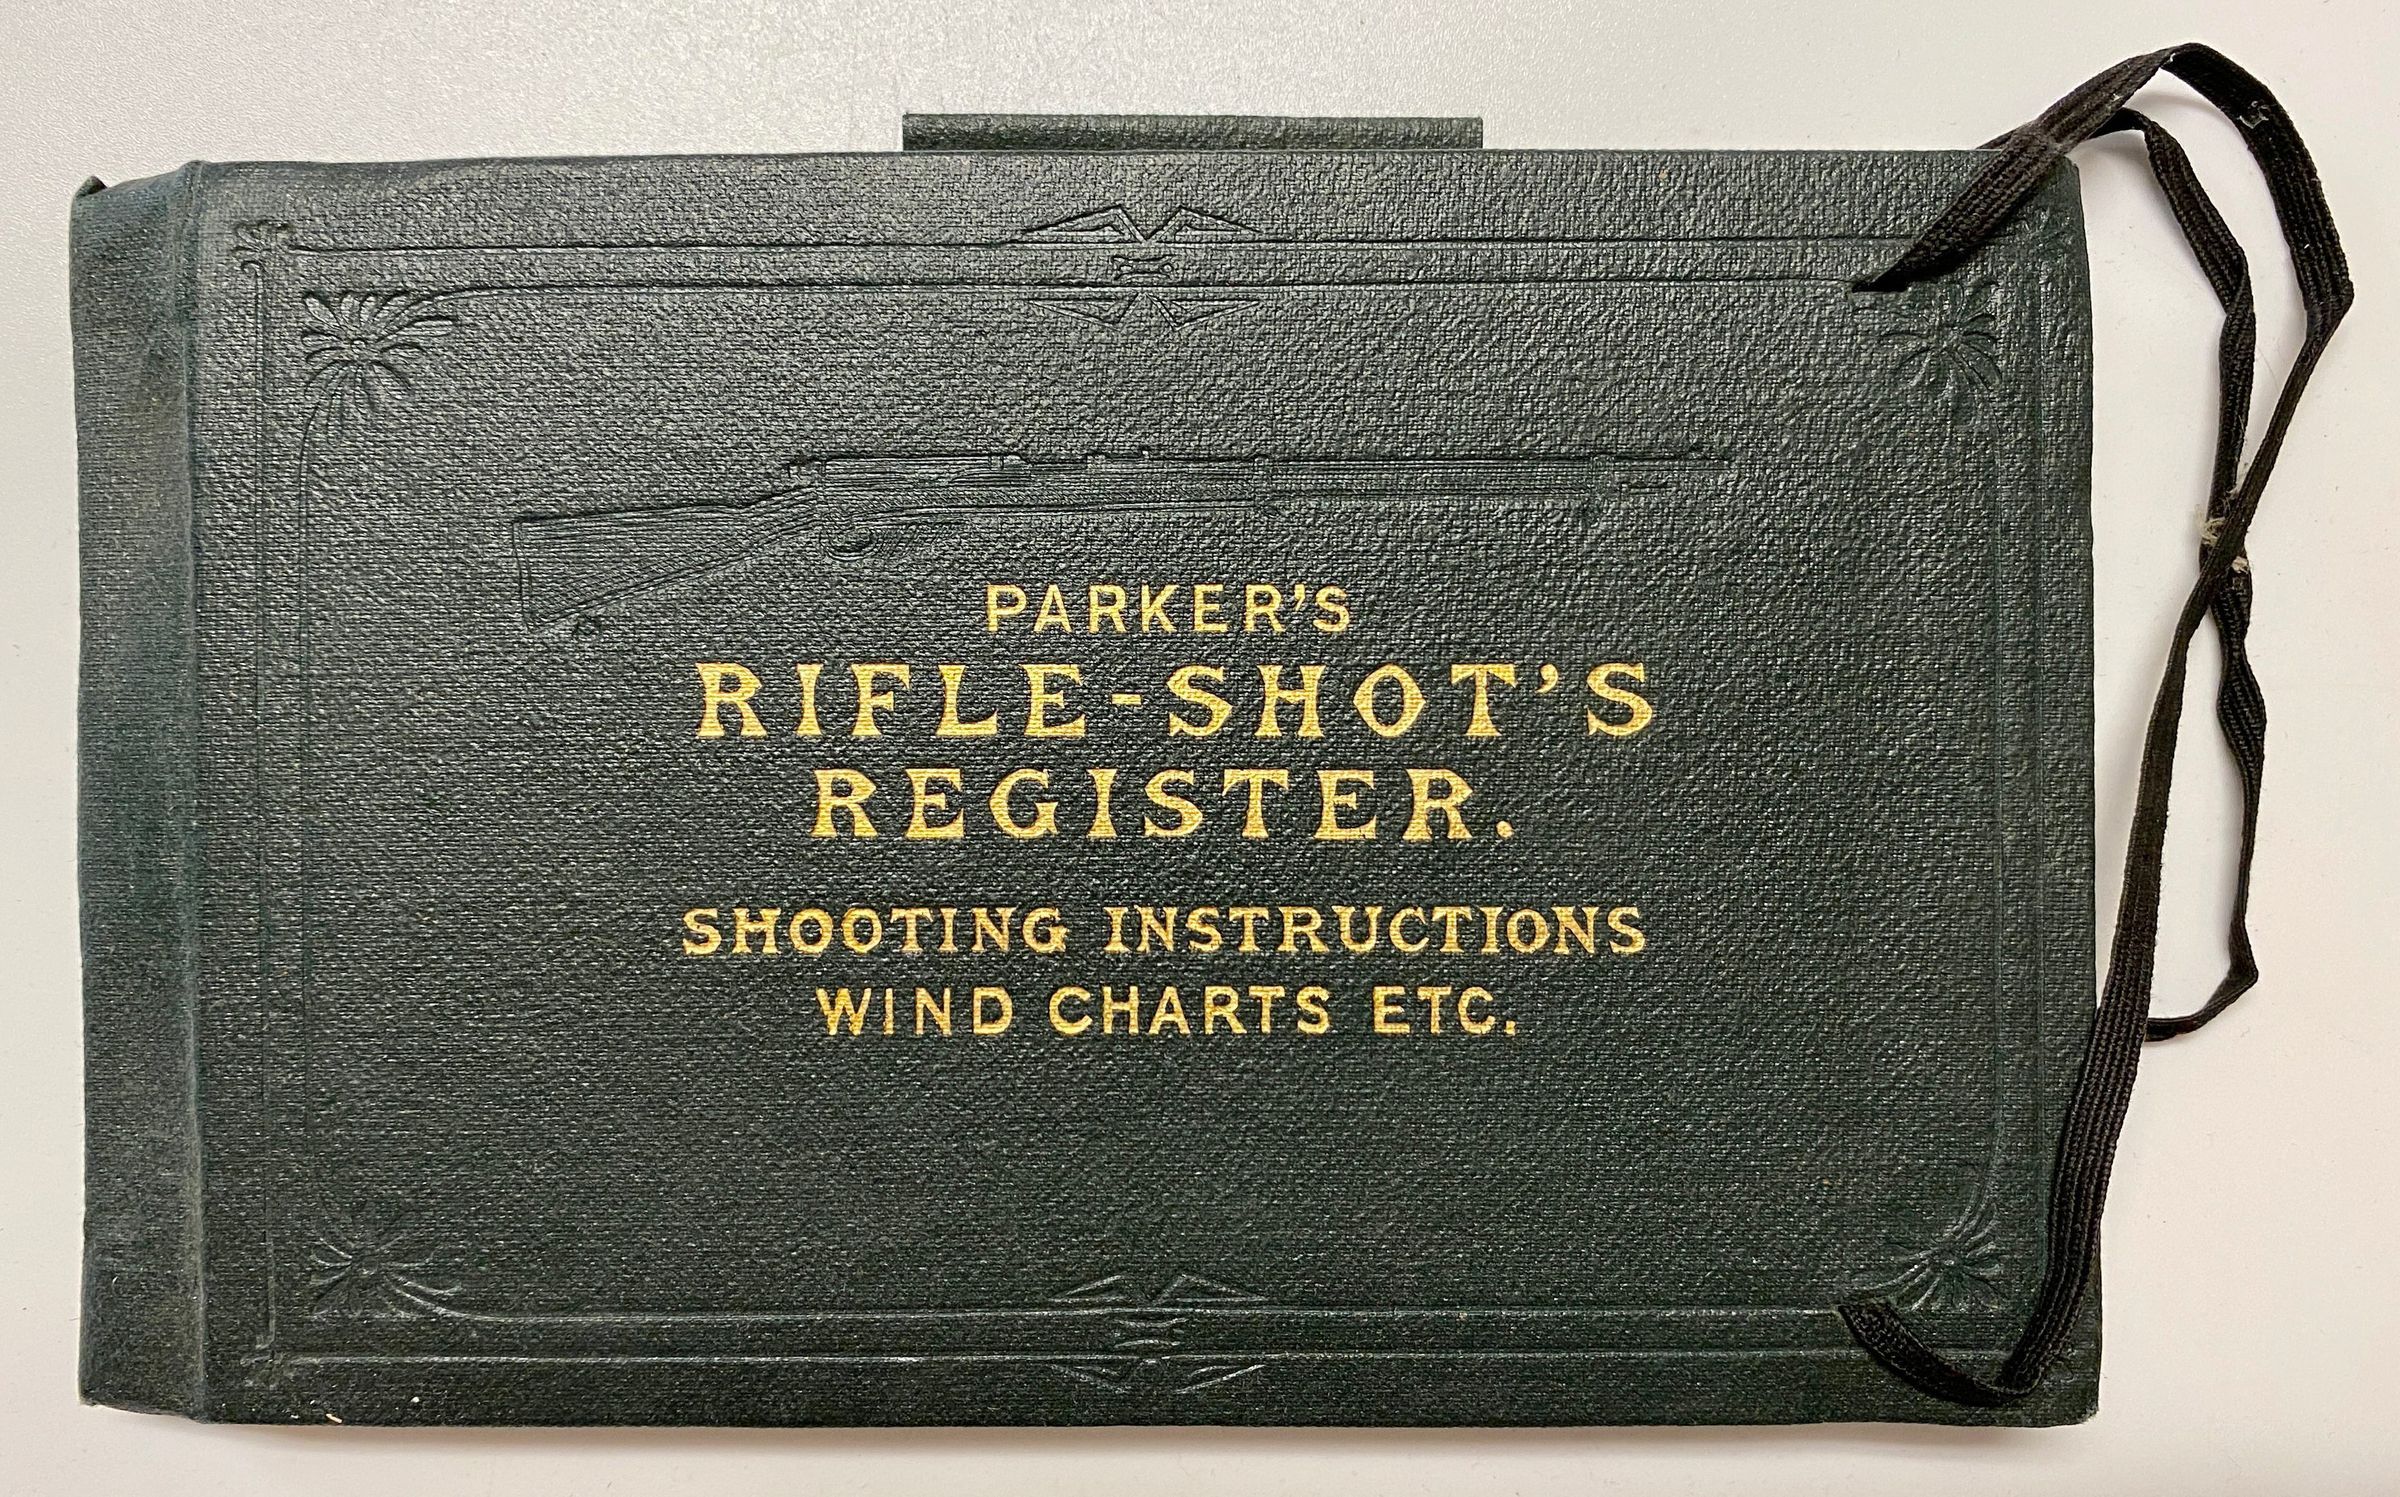 PARKER'S
RIFLE-SHOT'S
REGISTER.
SHOOTING INSTRUCTIONS
WIND CHARTS ETC.